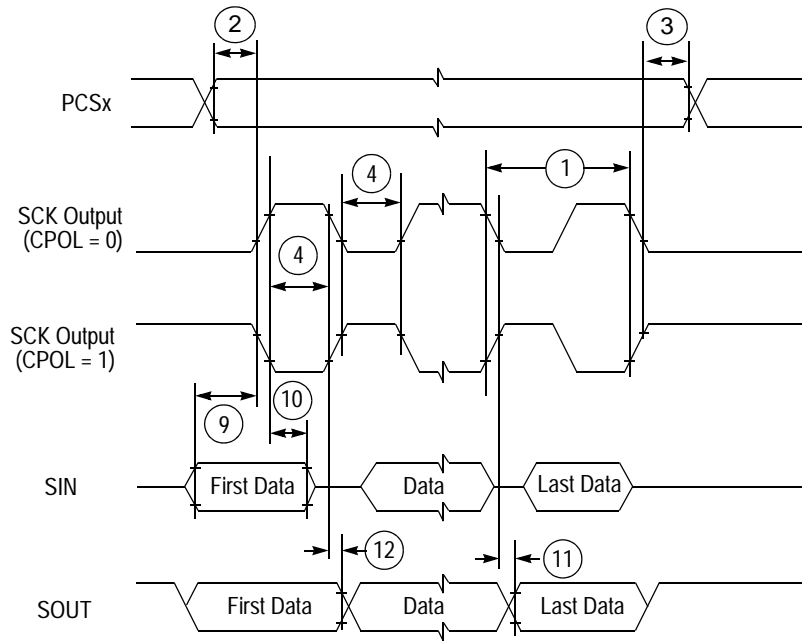 2
3
PCSx
4
1
SCK Output
(CPOL = 0)
4
SCK Output
(CPOL = 1)
9
10
SIN
First Data
Data
Last Data
12
11
SOUT
First Data
Data
Last Data